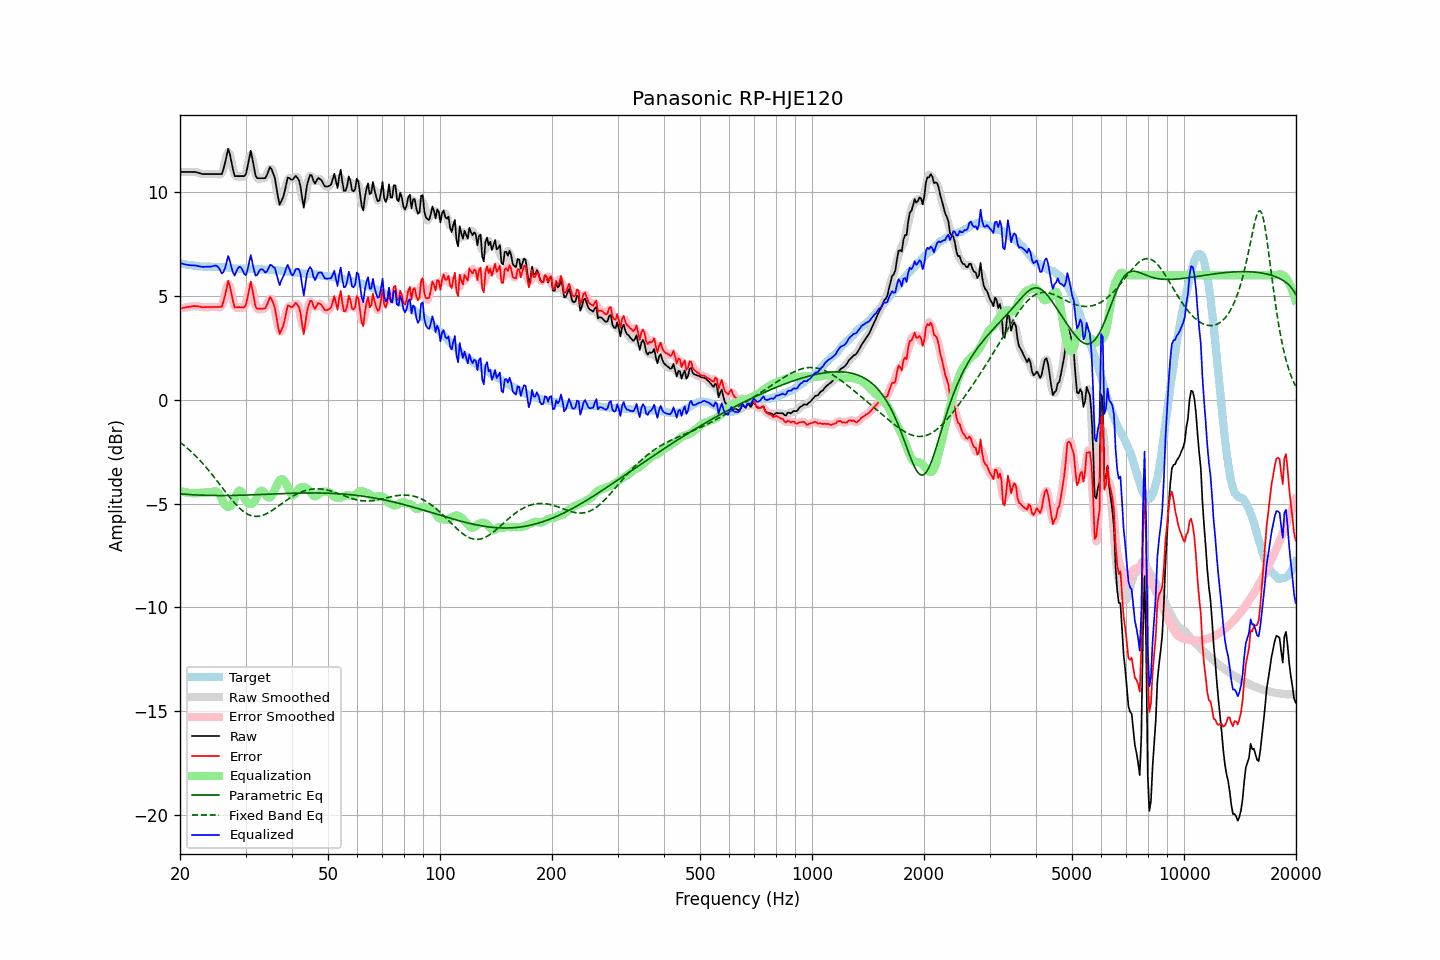 Panasonic RP-HJE120
Amplitude (dBr)
10
5
0
−5
−10
−15
−20
Target
Raw Smoothed
Error Smoothed
Raw
Error
Equalization
Parametric Eq
Fixed Band Eq
Equalized
20 50 100 200 500 1000 2000 5000 10000 20000
Frequency (Hz)